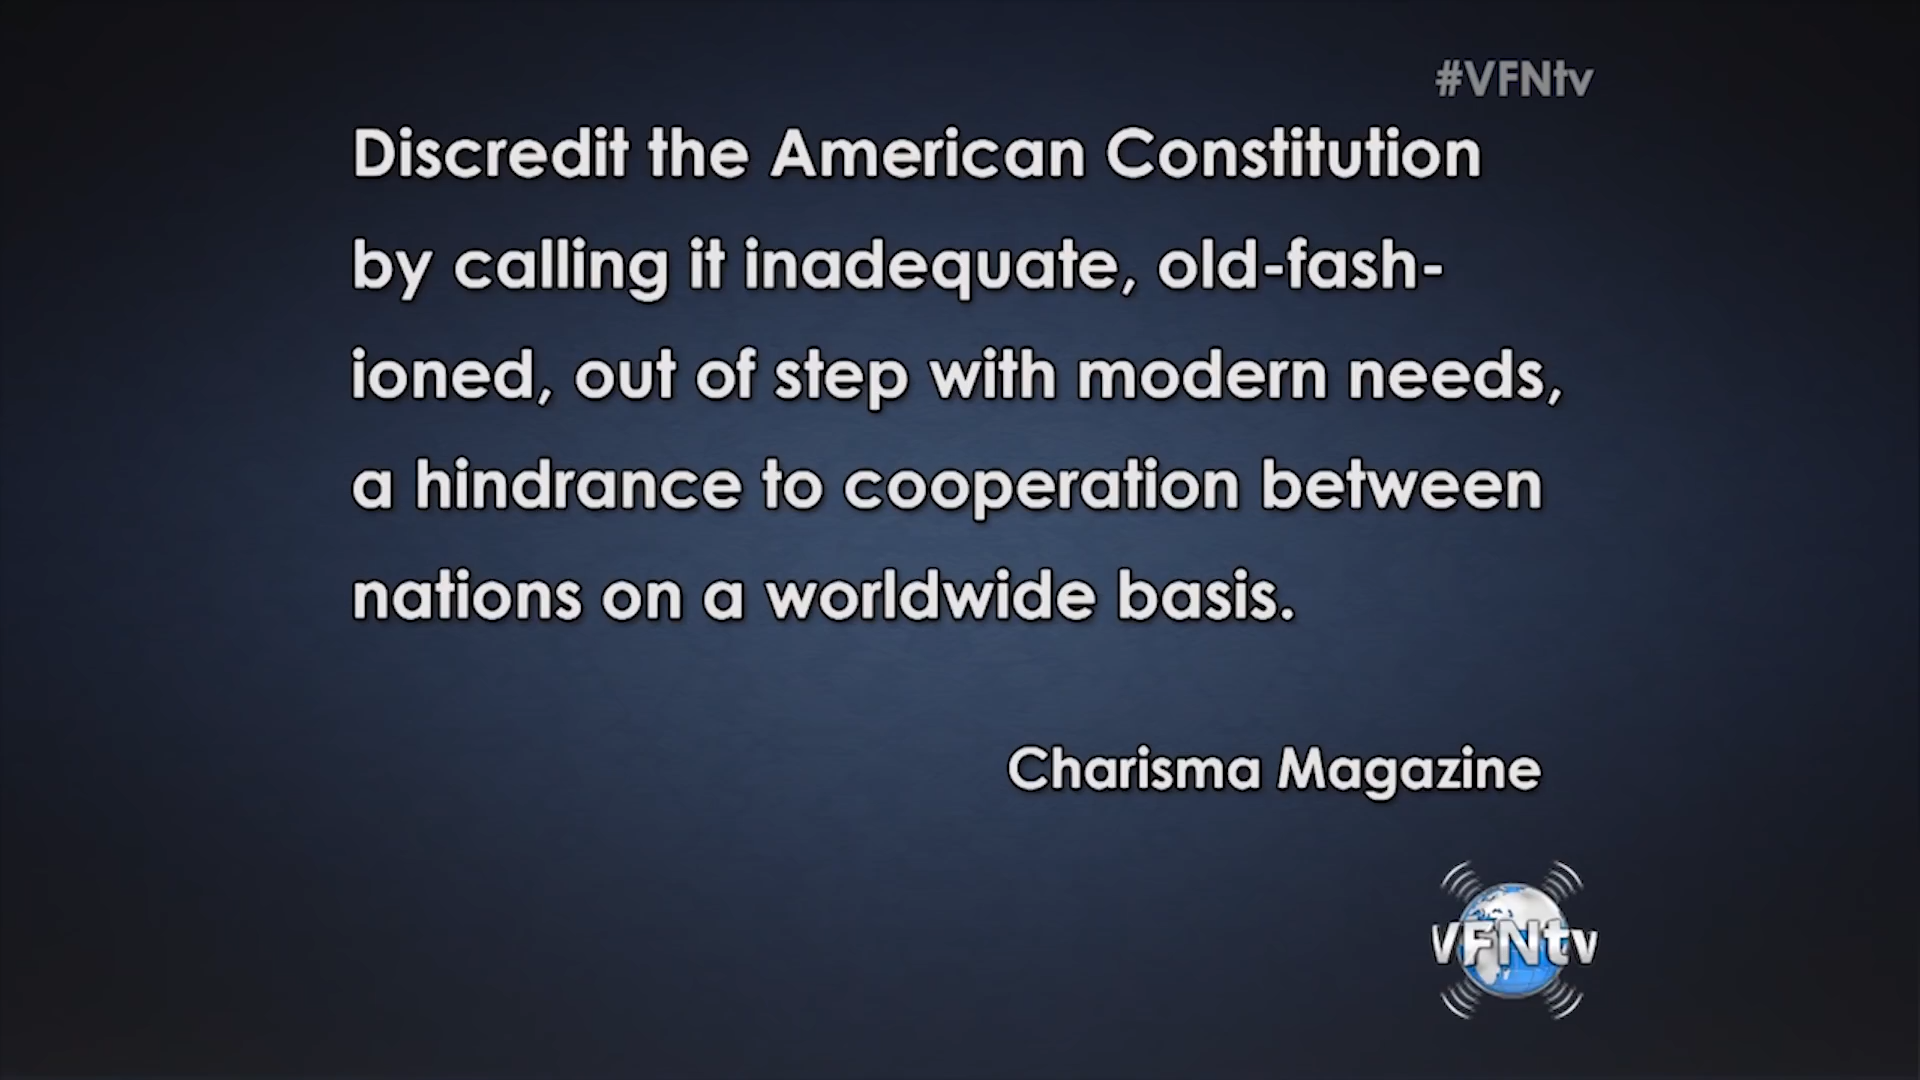 #VFNtv
Discredit the American Constitution
by calling it inadequate, old-fash-
ioned, out of step with modern needs,
a hindrance to cooperation between
nations on a worldwide basis.
Charisma Magazine
VFNtv